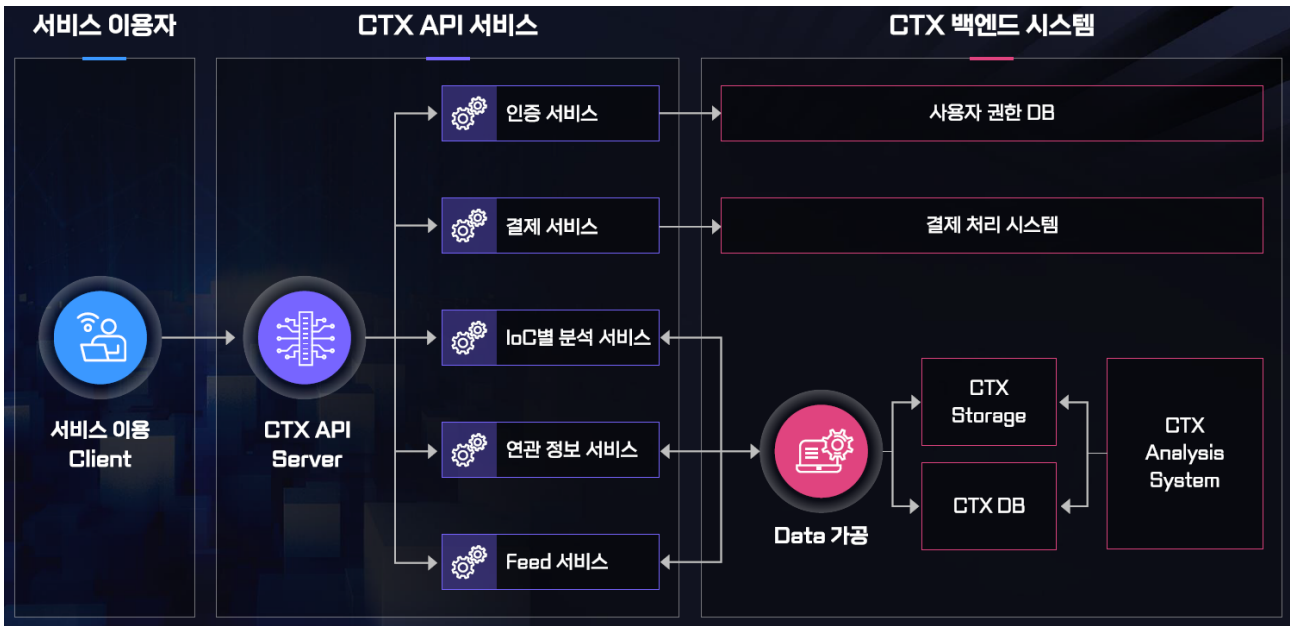 서비스 이용자
CTX API 서비스
CTX 백엔드 시스템
인증 서비스
사용자 권한 DB
결제 서비스
결제 처리 시스템
IoC별 분석 서비스
서비스 이용
Client
CTX API
Server
연관 정보 서비스
Feed 서비스
Data 가공
CTX
Storage
CTX DB
CTX
Analysis
System